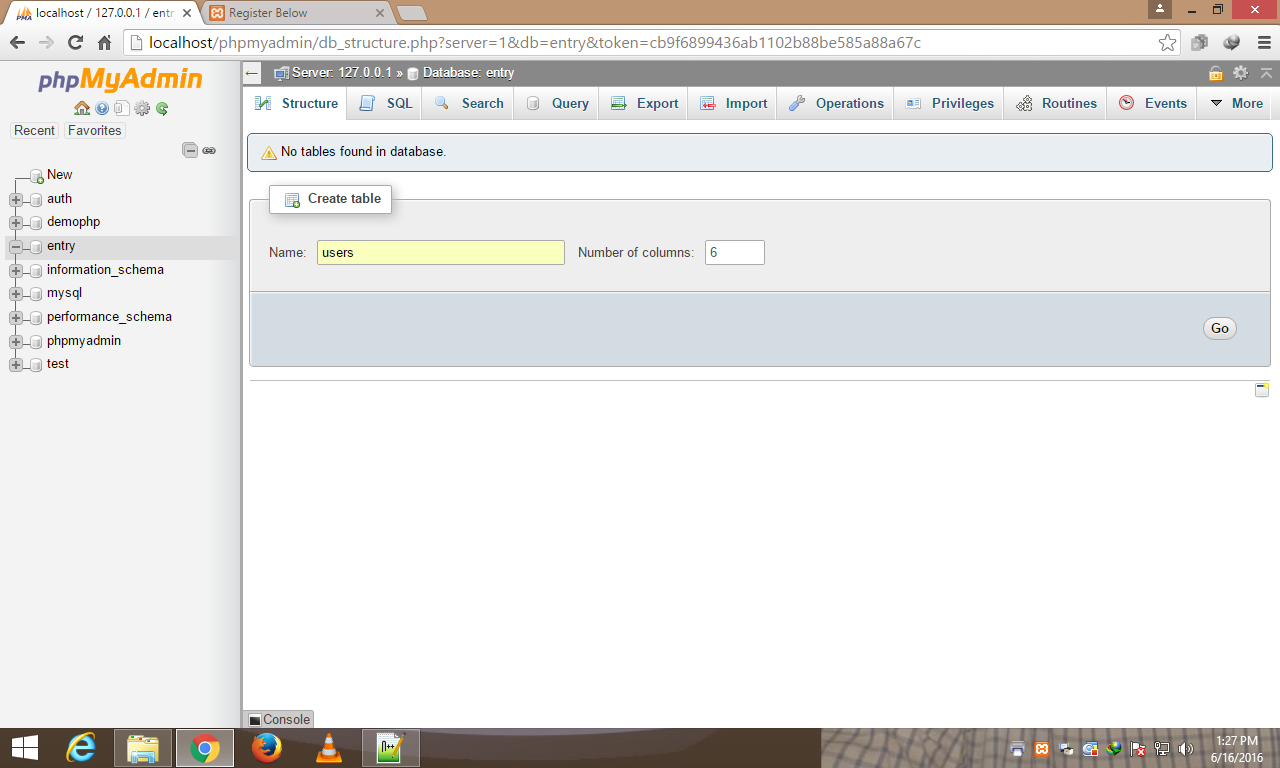 localhost / 127.0.0.1 / entr
Register Below
localhost/phpmyadmin/db_structure.php?server=1&db=entry&token=cb9f6899436ab1102b88be585a88a67c
phpMyAdmin
Recent Favorites
New
auth
demophp
entry
information_schema
mysql
performance_schema
phpmyadmin
test
Server: 127.0.0.1 » Database: entry
Structure SQL Search Query Export Import Operations Privileges Routines Events More
No tables found in database.
Create table
Name: users Number of columns: 6
Go
Console
1:27 PM
6/16/2016